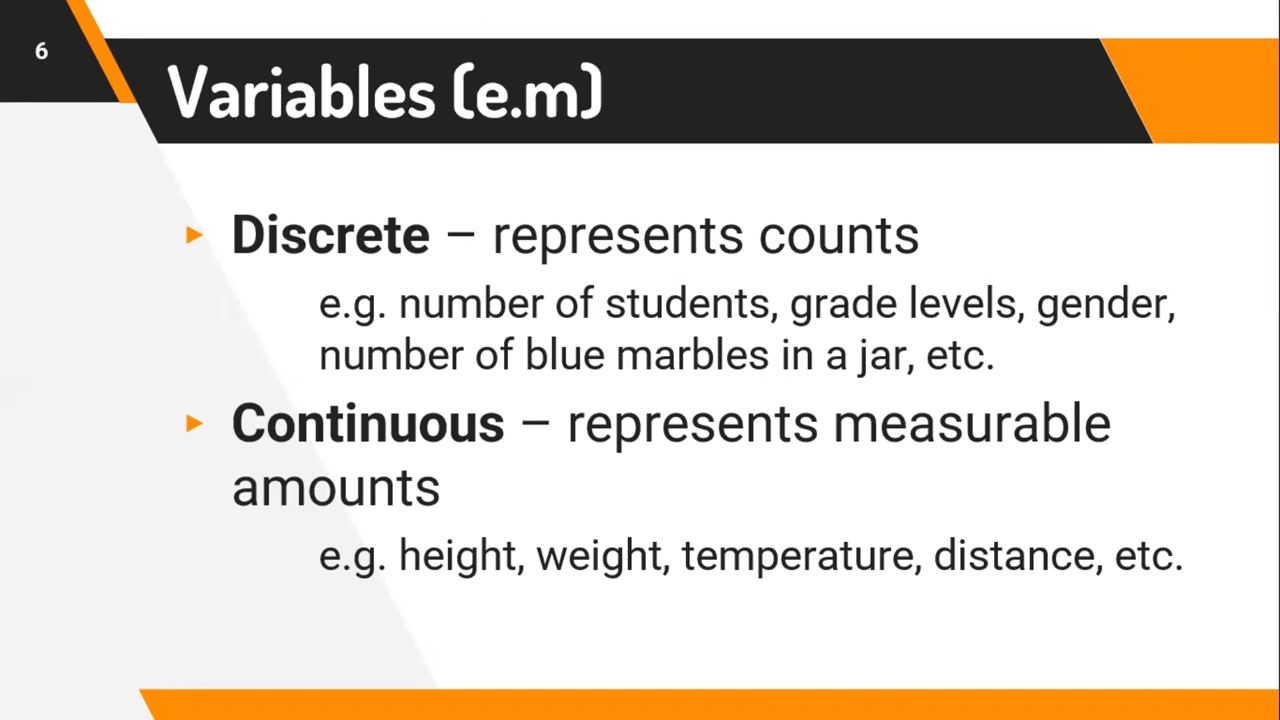 6
Variables (e.m)
Discrete – represents counts
e.g. number of students, grade levels, gender,
number of blue marbles in a jar, etc.
Continuous – represents measurable
amounts
e.g. height, weight, temperature, distance, etc.